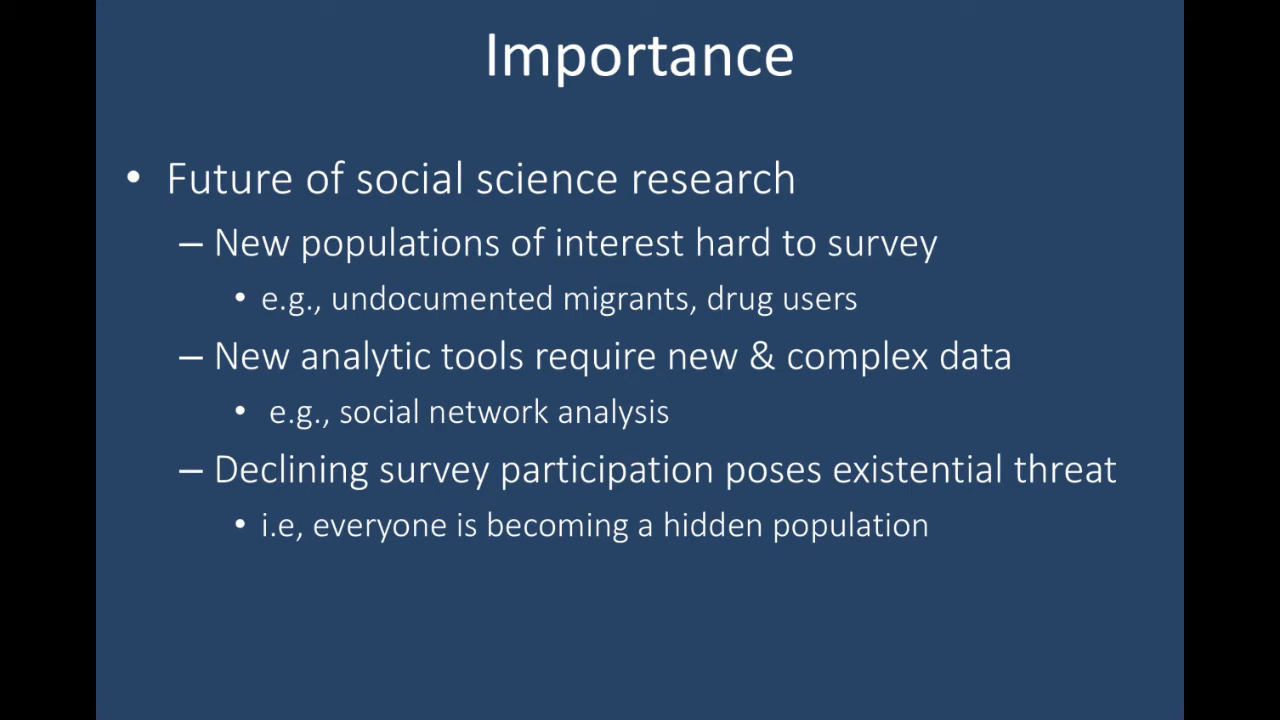 Importance
• Future of social science research
– New populations of interest hard to survey
• e.g., undocumented migrants, drug users
– New analytic tools require new & complex data
• e.g., social network analysis
– Declining survey participation poses existential threat
• i.e, everyone is becoming a hidden population